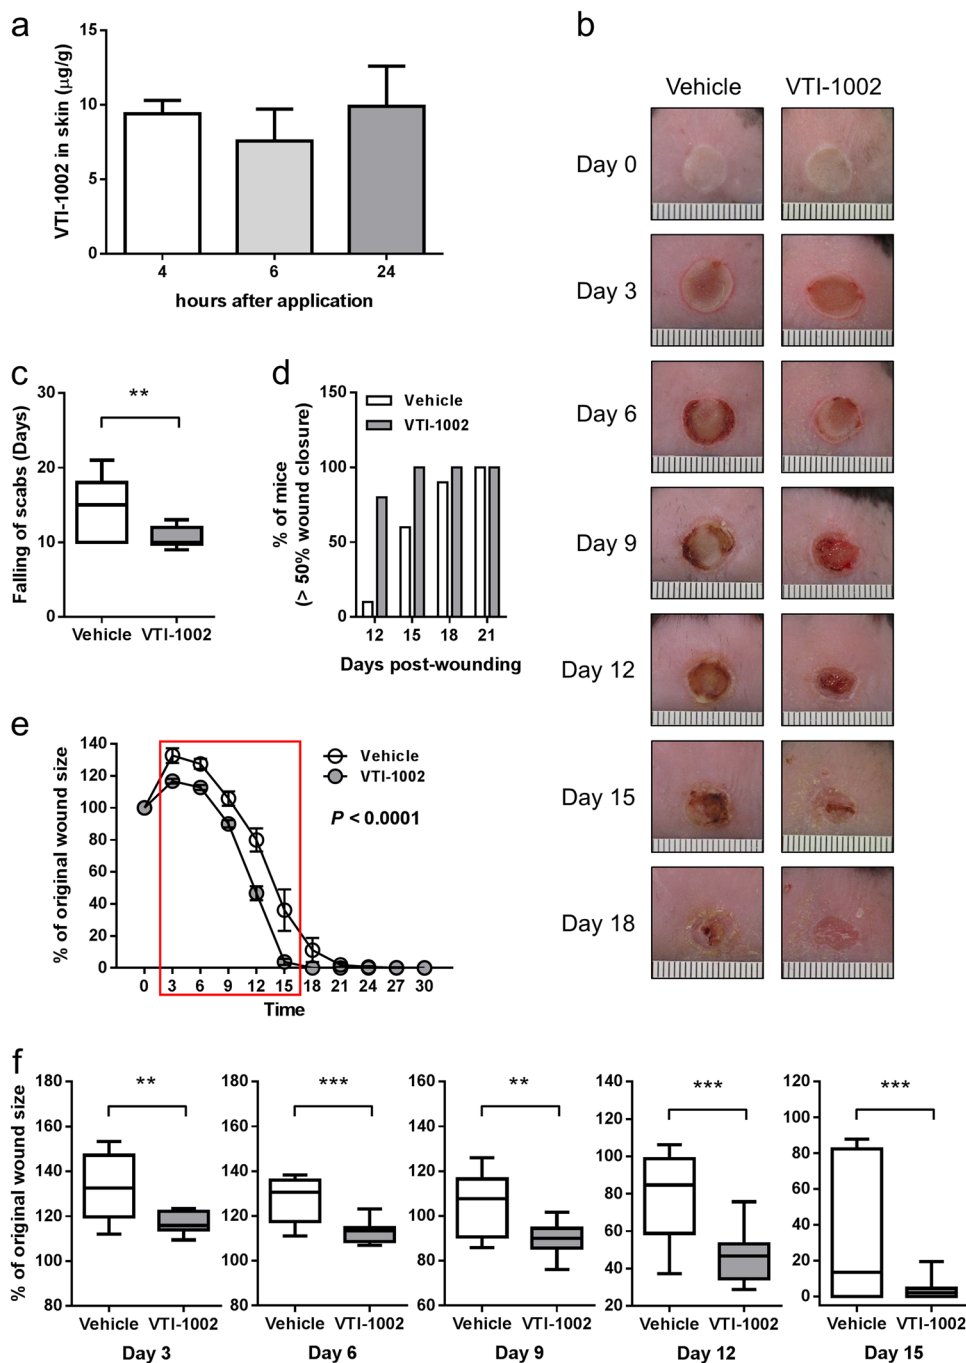 a
VTI-1002 in skin (µg/g)
15
10
5
0
4 6 24
hours after application
b
Vehicle VTI-1002
Day 0
Day 3
Day 6
Day 9
Day 12
Day 15
Day 18
c
Falling of scabs (Days)
30
20
10
0
**
Vehicle VTI-1002
d
% of mice
(> 50% wound closure)
150
100
50
0
Vehicle
VTI-1002
12 15 18 21
Days post-wounding
e
% of original wound size
140
120
100
80
60
40
20
0
Vehicle
VTI-1002
P < 0.0001
0 3 6 9 12 15 18 21 24 27 30
Time
f
% of original wound size
180
160
140
120
100
80
**
Vehicle VTI-1002
Day 3
180
160
140
120
100
80
***
Vehicle VTI-1002
Day 6
160
140
120
100
80
60
**
Vehicle VTI-1002
Day 9
140
120
100
80
60
40
20
***
Vehicle VTI-1002
Day 12
120
100
80
60
40
20
0
***
Vehicle VTI-1002
Day 15